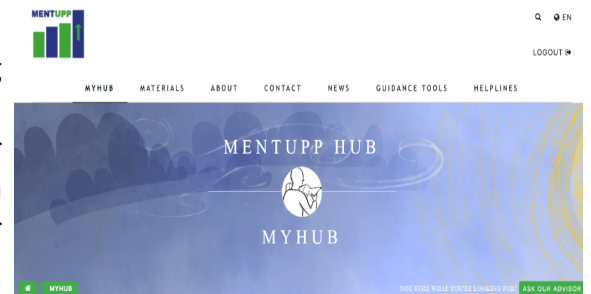 MENTUPP
EN
LOGOUT
MYHUB MATERIALS ABOUT CONTACT NEWS GUIDANCE TOOLS HELPLINES
MENTUPP HUB
MYHUB
MYHUB
NOT SURE WHAT YOU'RE LOOKING FOR? ASK OUR ADVISOR